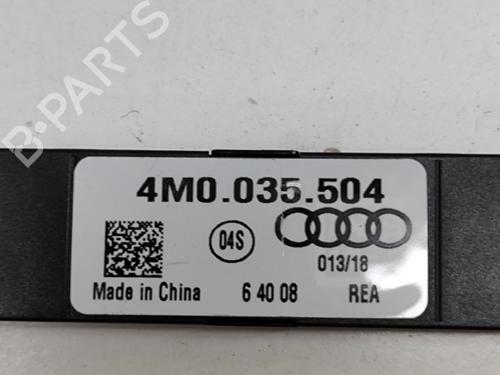 B-PARTS
4M0.035.504
04S
013/18
Made in China 6 40 08 REA